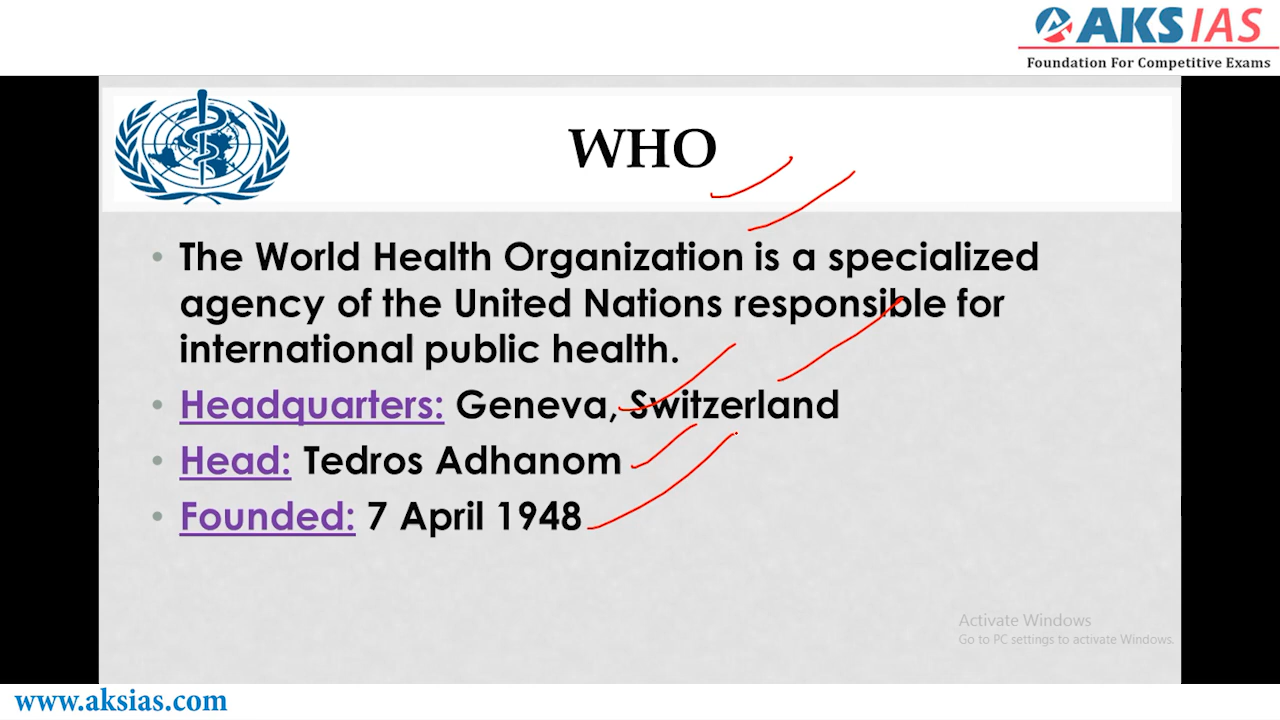 AKS IAS
Foundation For Competitive Exams
WHO
• The World Health Organization is a specialized
agency of the United Nations responsible for
international public health.
• Headquarters: Geneva, Switzerland
• Head: Tedros Adhanom
• Founded: 7 April 1948
Activate Windows
Go to PC settings to activate Windows.
www.aksias.com